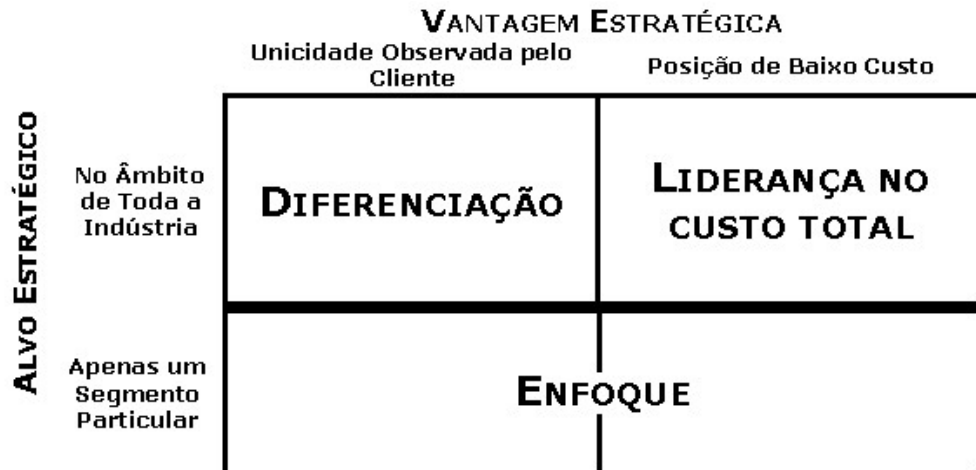 VANTAGEM ESTRATÉGICA
Unicidade Observada pelo
Cliente
Posição de Baixo Custo
ALVO ESTRATÉGICO
No Âmbito
de Toda a
Indústria
DIFERENCIAÇÃO
LIDERANÇA NO
CUSTO TOTAL
Apenas um
Segmento
Particular
ENFOQUE